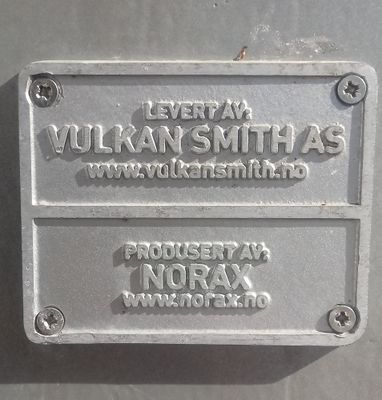 LEVERT AV:
VULKAN SMITH AS
www.vulkansmith.no
PRODUSERT AV:
NORAX
www.norax.no